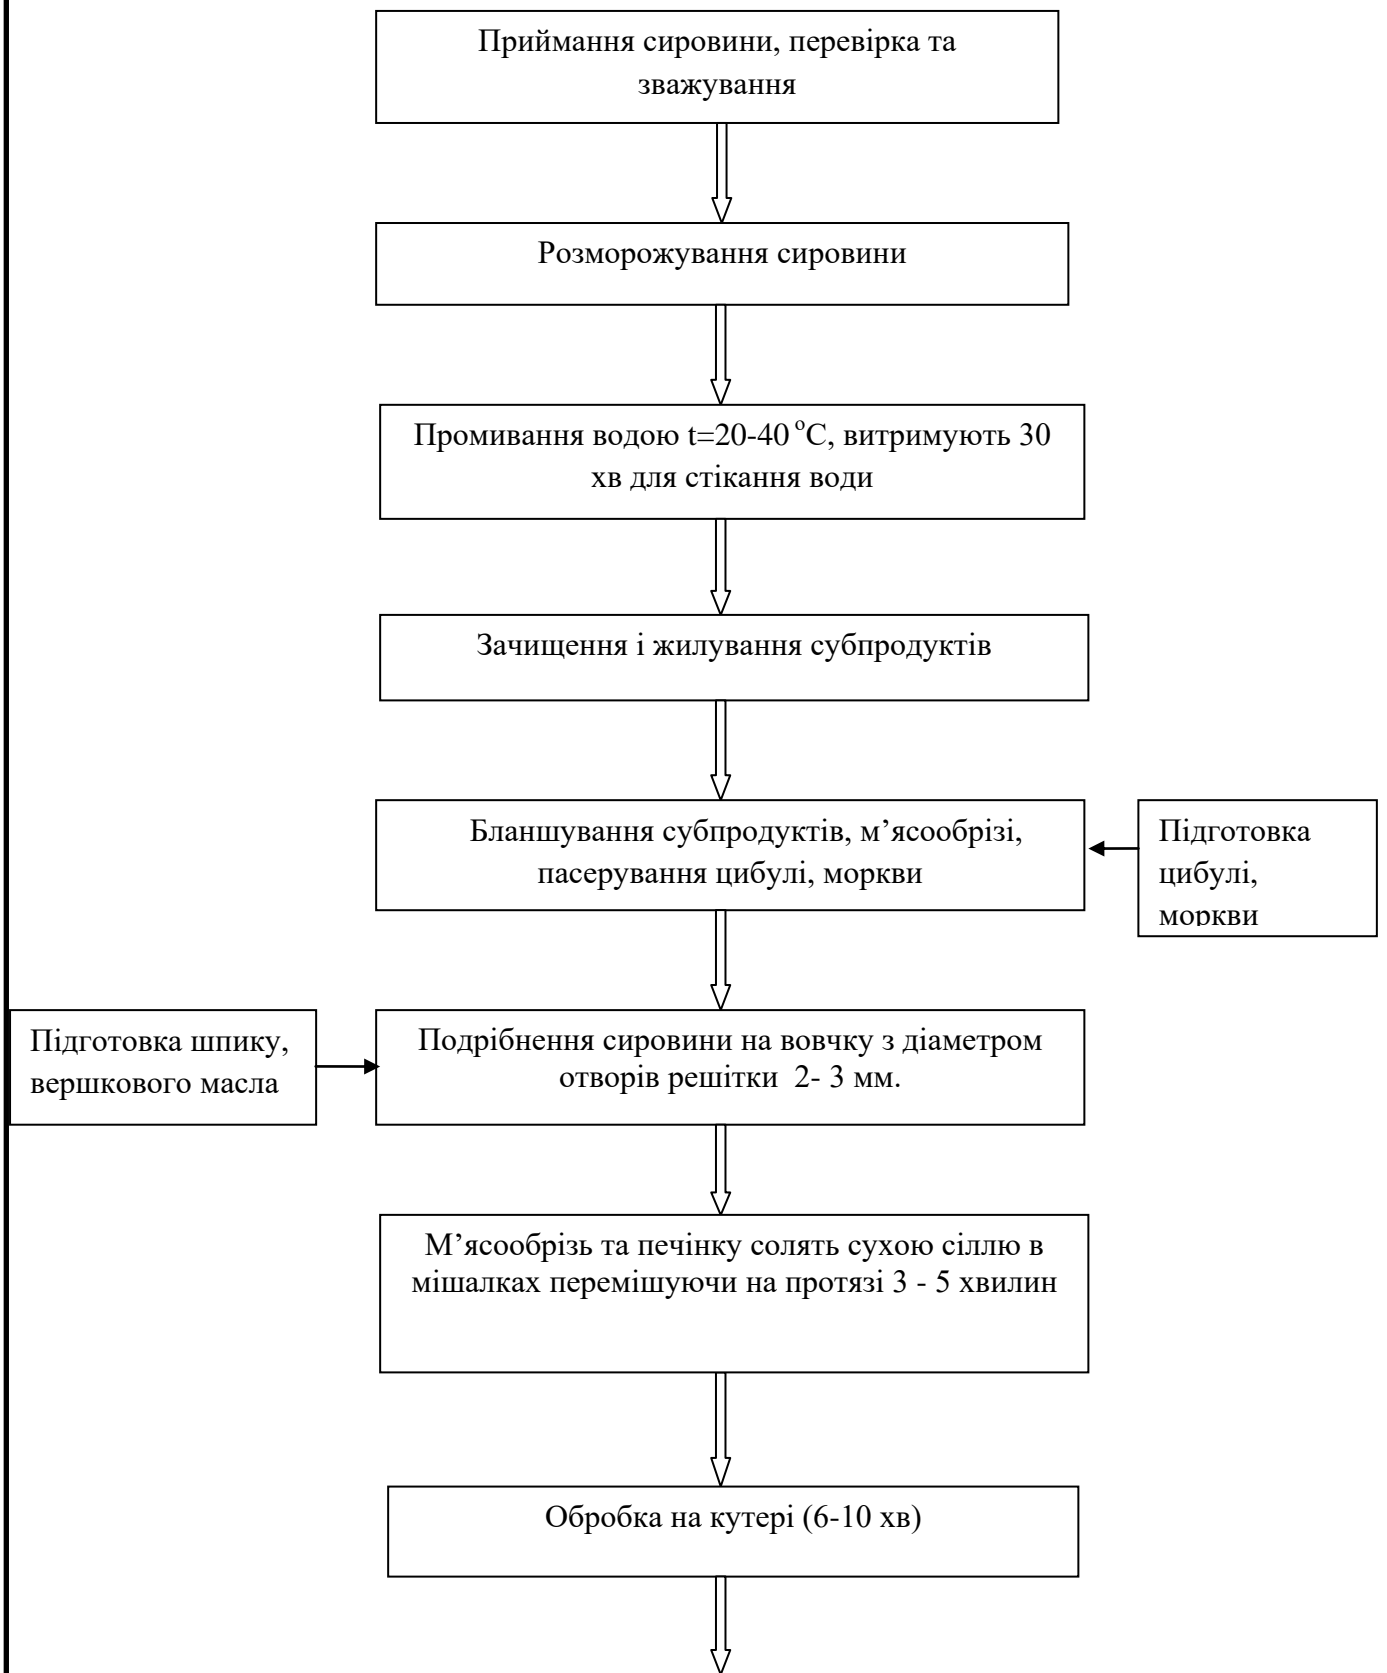 Приймання сировини, перевірка та
зважування
Розморожування сировини
Промивання водою t=20-40 °С, витримують 30
хв для стікання води
Зачищення і жилування субпродуктів
Бланшування субпродуктів, м’ясообрізі,
пасерування цибулі, моркви
Підготовка
цибулі,
моркви
Підготовка шпику,
вершкового масла
Подрібнення сировини на вовчку з діаметром
отворів решітки 2- 3 мм.
М’ясообрізь та печінку солять сухою сіллю в
мішалках перемішуючи на протязі 3 - 5 хвилин
Обробка на кутері (6-10 хв)